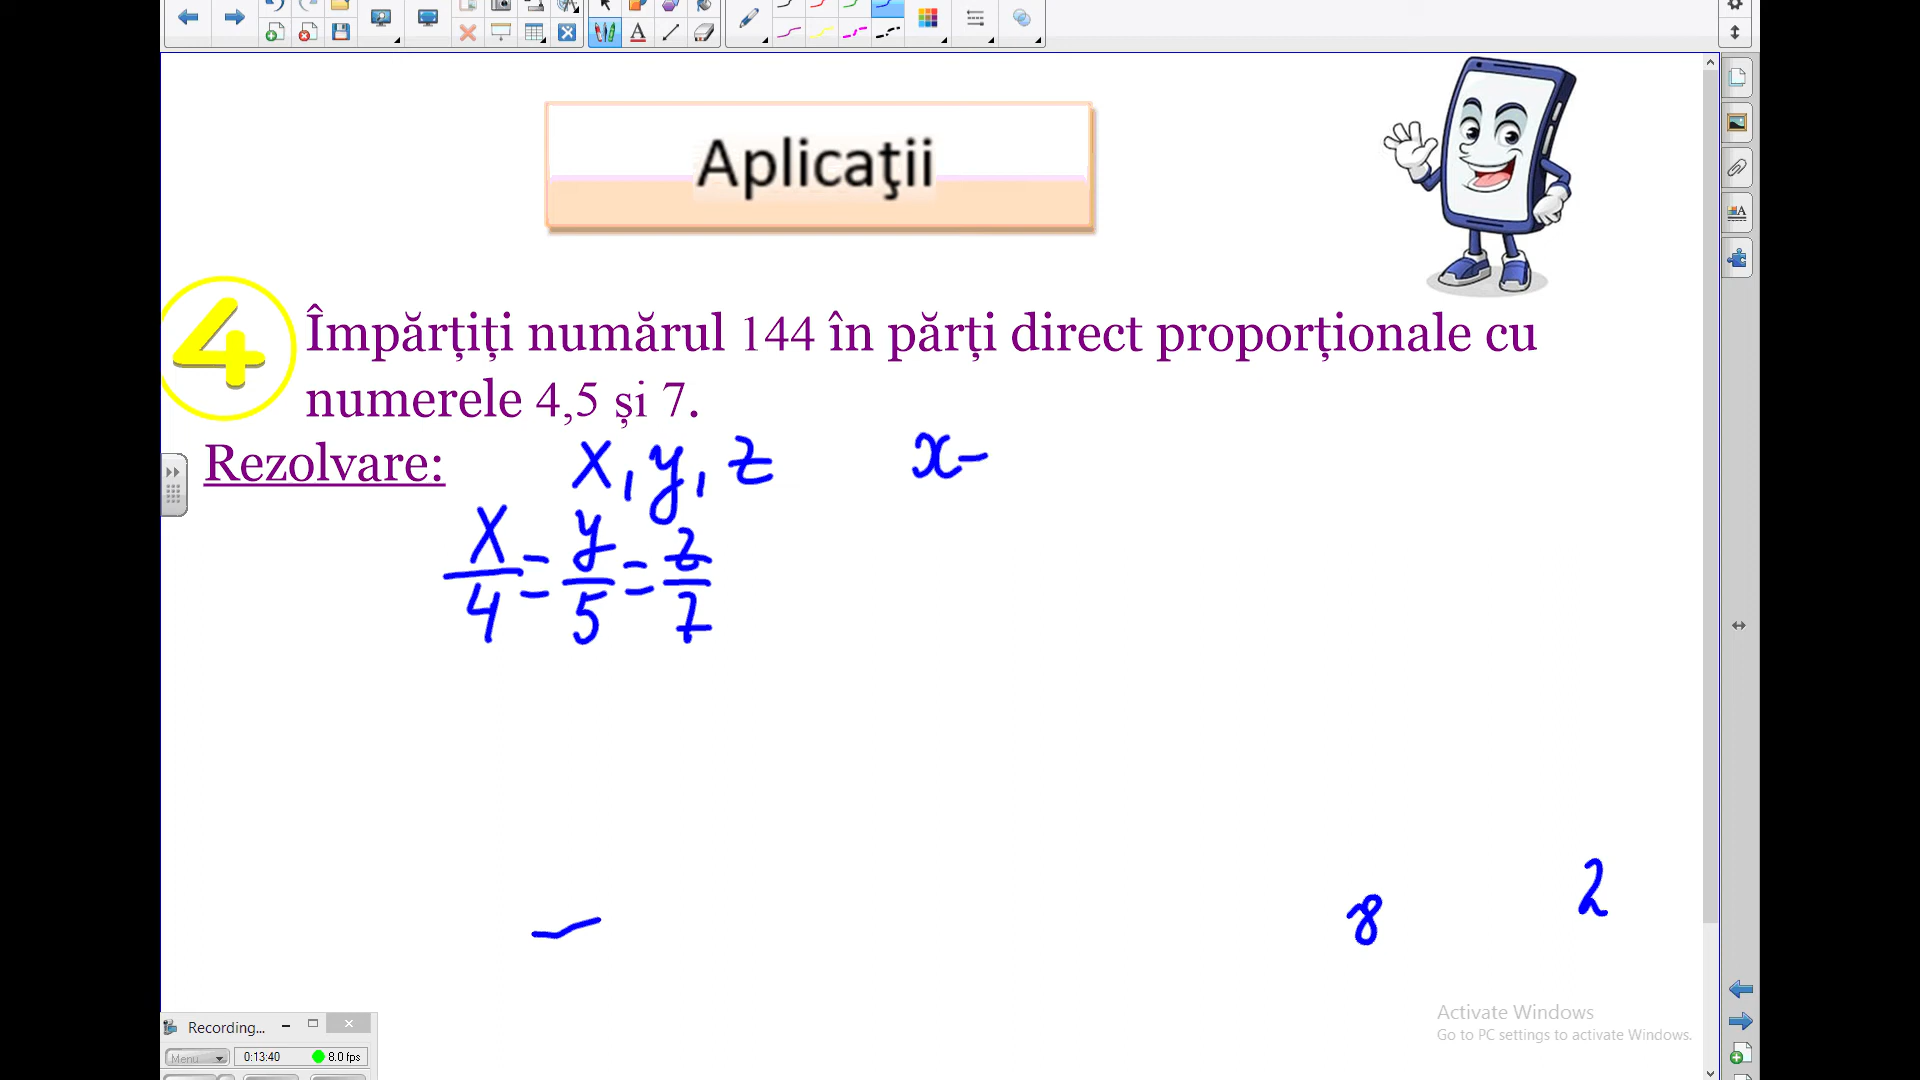 Aplicaţii
4 Împărțiți numărul 144 în părți direct proporționale cu
numerele 4,5 și 7.
Rezolvare: x, y, z x-
x/4 = y/5 = z/7
8 2
Activate Windows
Go to PC settings to activate Windows.
Recording...
Menu 0:13:40 8.0 fps